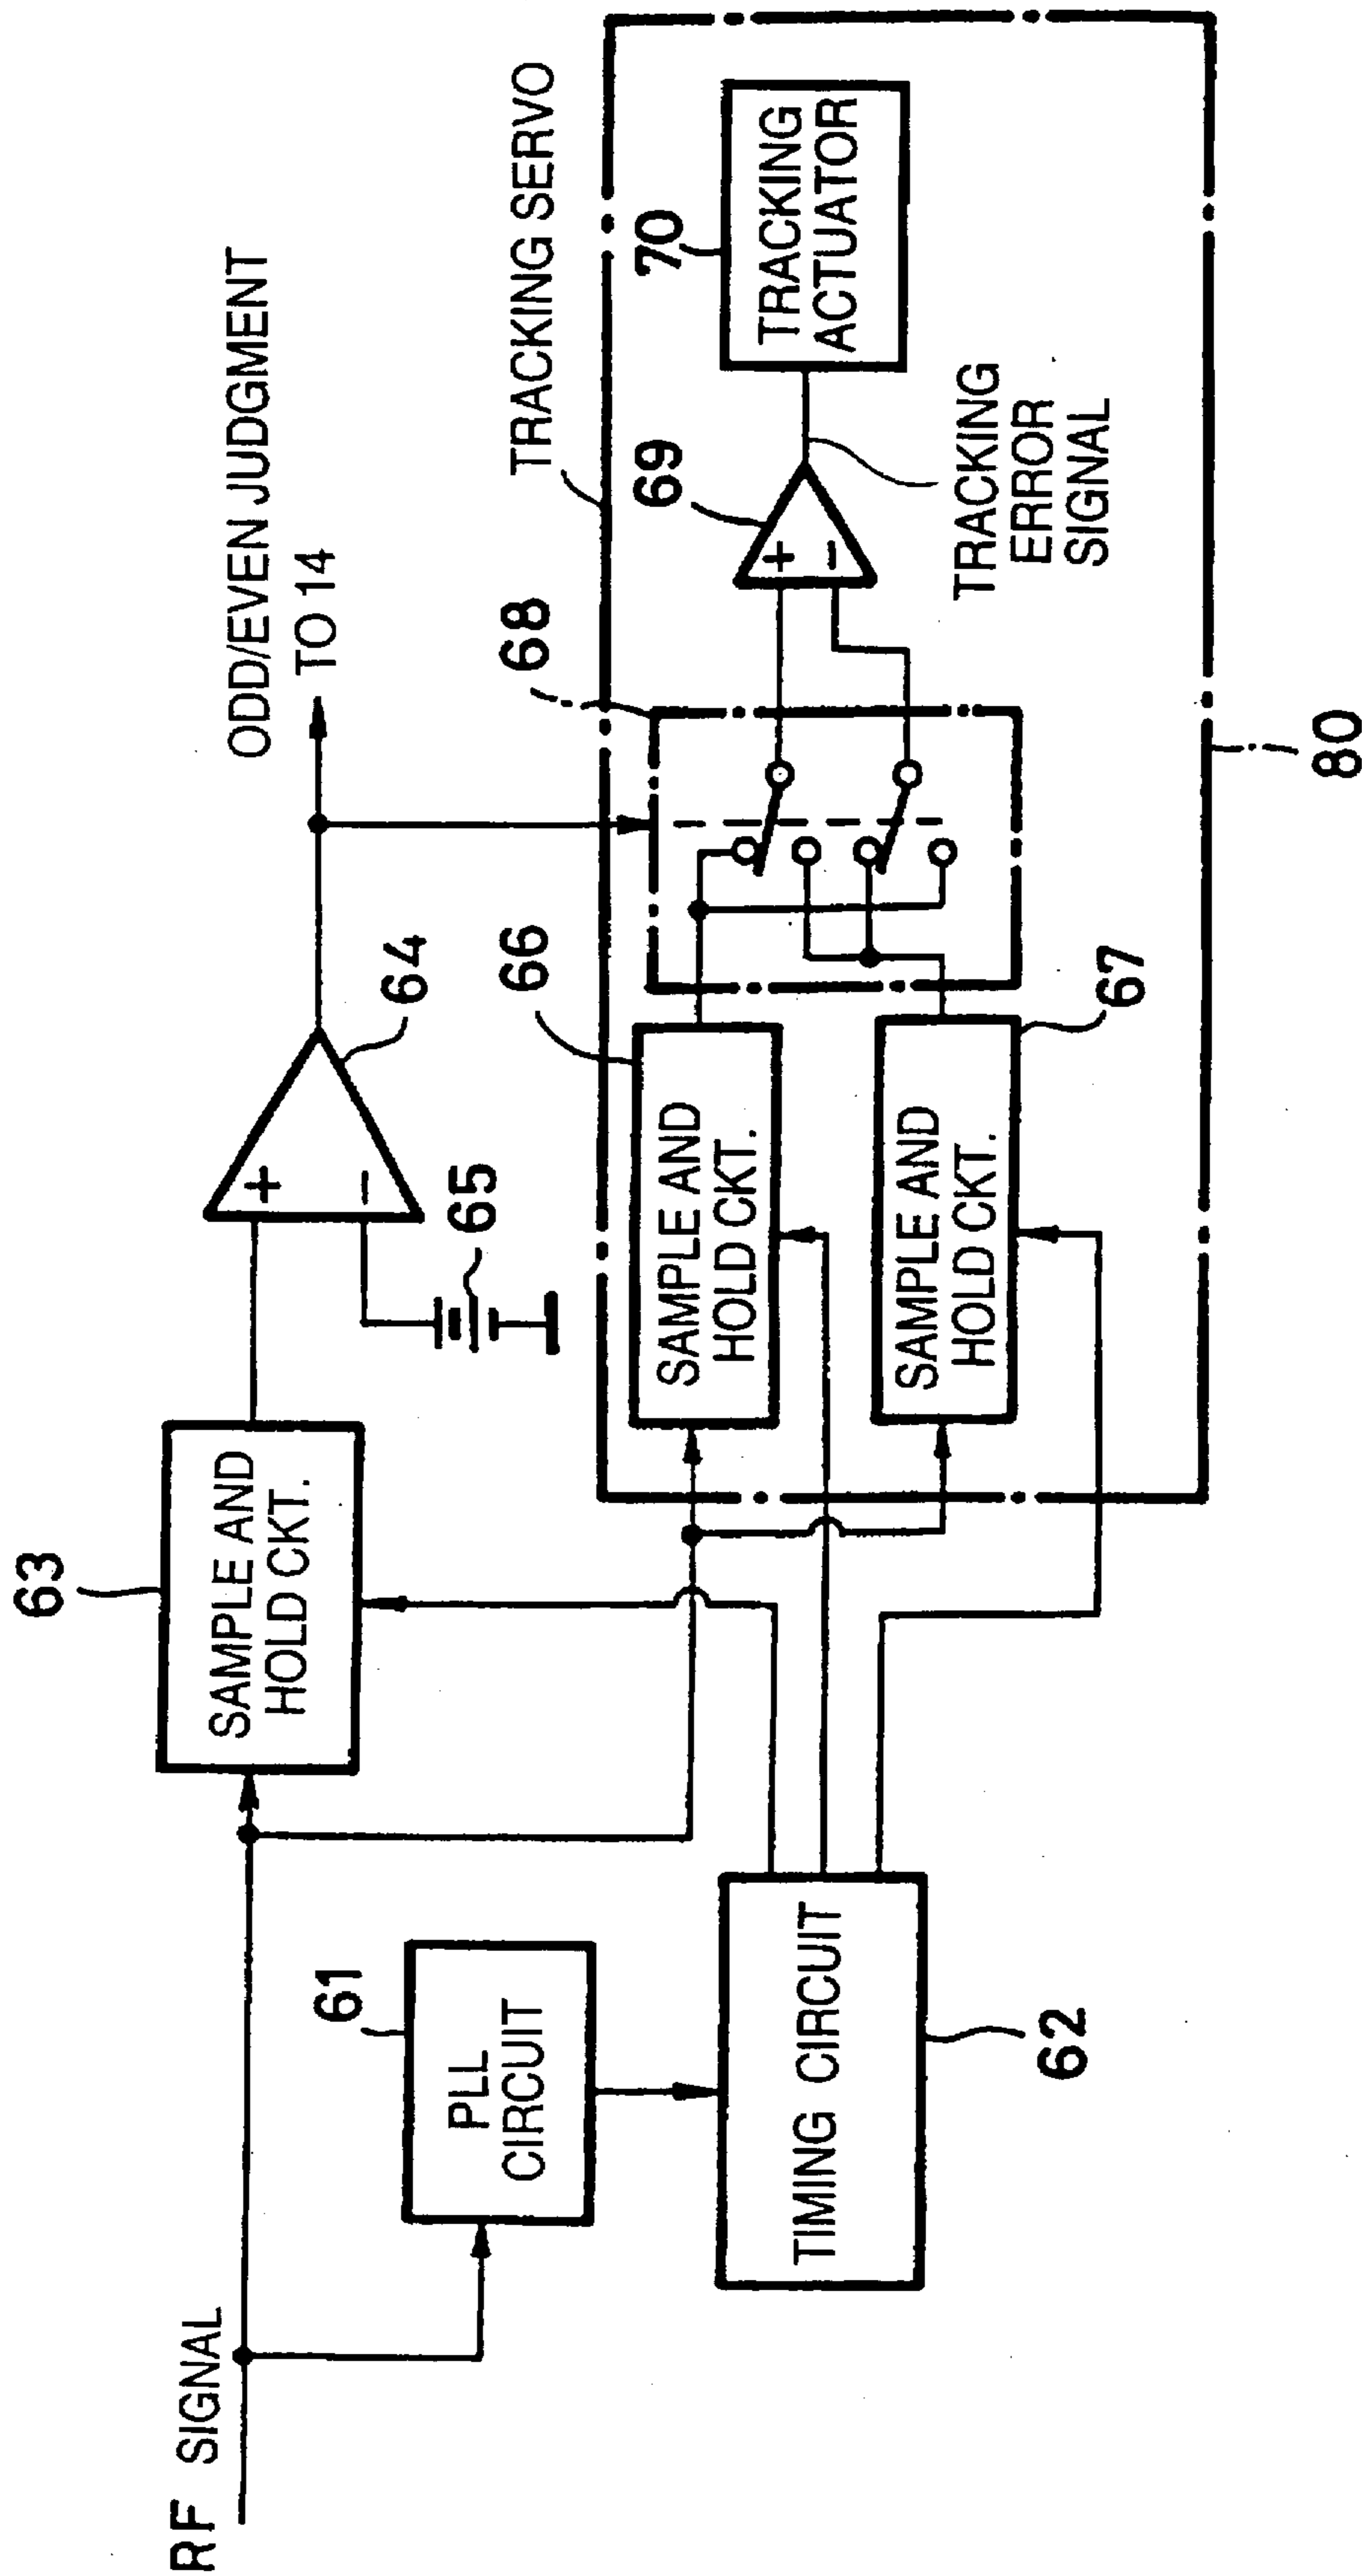 RF SIGNAL
63
SAMPLE AND
HOLD CKT.
+
−
64
65
ODD/EVEN JUDGMENT
TO 14
61
PLL
CIRCUIT
TIMING CIRCUIT
62
TRACKING SERVO
66
SAMPLE AND
HOLD CKT.
SAMPLE AND
HOLD CKT.
67
68
69
+
−
TRACKING
ERROR
SIGNAL
70
TRACKING
ACTUATOR
80